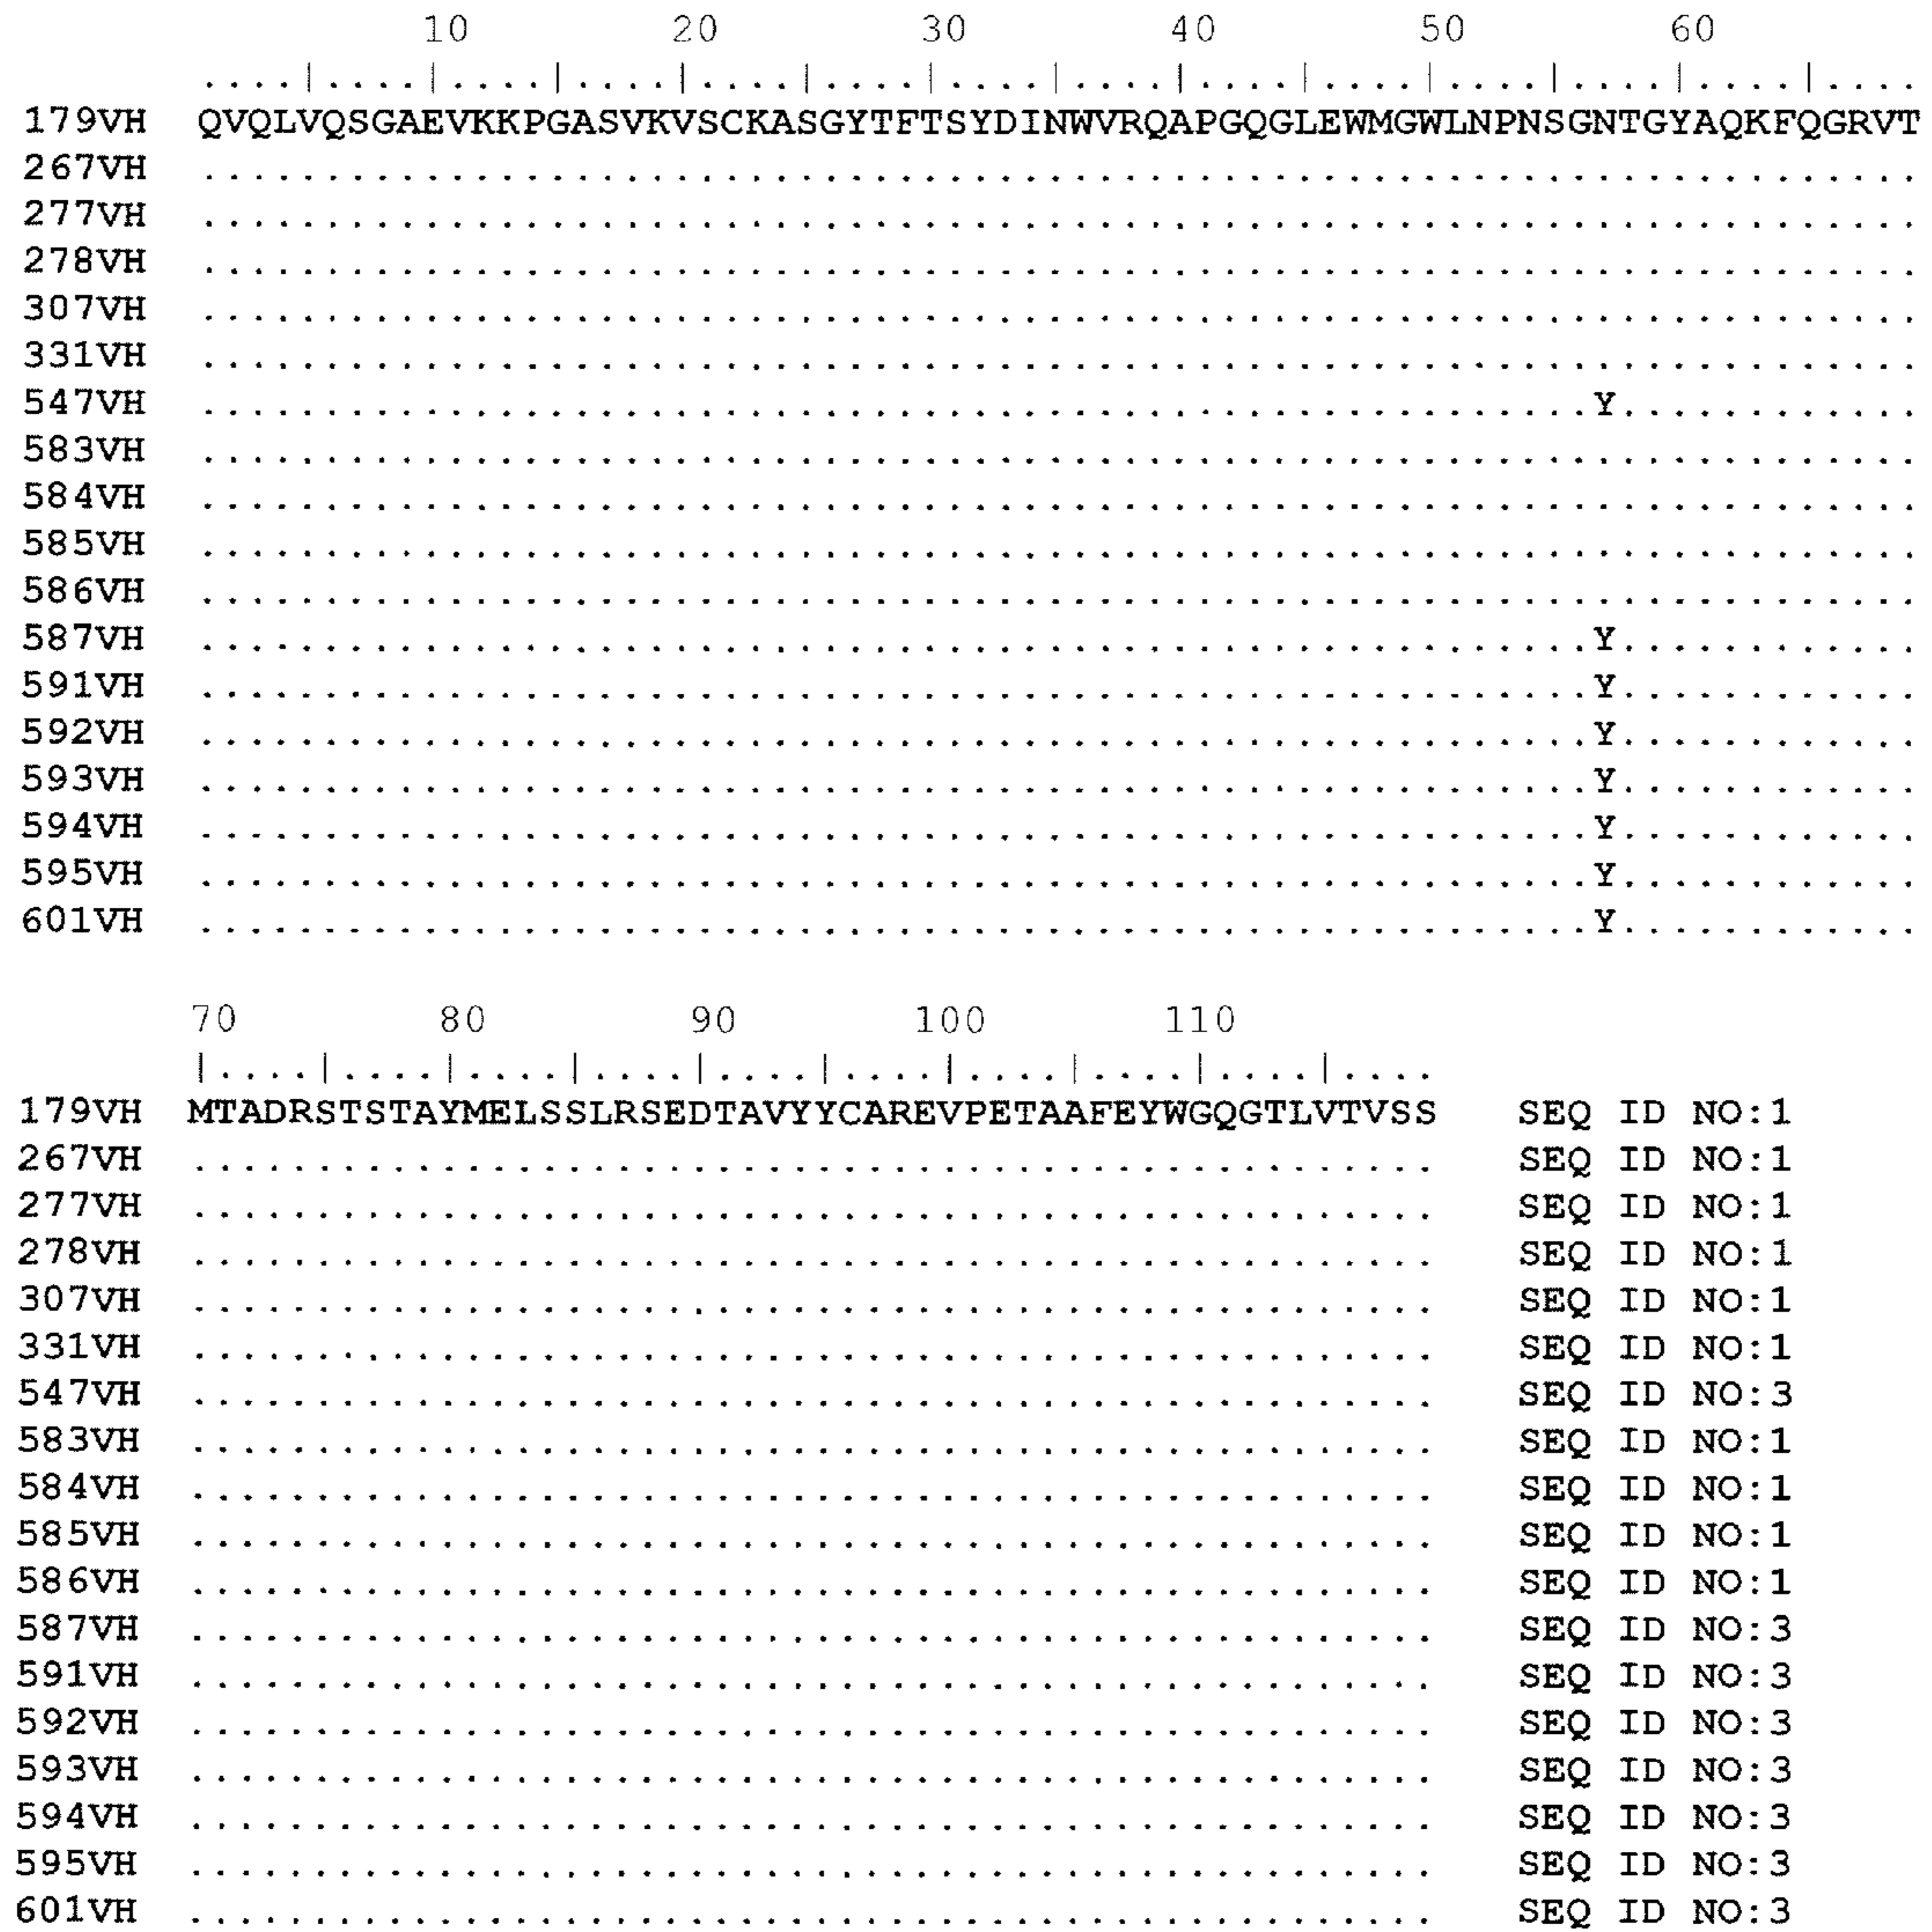 10 20 30 40 50 60
....|....|....|....|....|....|....|....|....|....|....|....|....|....
179VH QVQLVQSGAEVKKPGASVKVSCKASGYTFTSYDINWVRQAPGQGLEWMGWLNPNSGNTGYAQKFQGRVT
267VH .....................................................................
277VH .....................................................................
278VH .....................................................................
307VH .....................................................................
331VH .....................................................................
547VH ........................................................Y............
583VH .....................................................................
584VH .....................................................................
585VH .....................................................................
586VH .....................................................................
587VH ........................................................Y............
591VH ........................................................Y............
592VH ........................................................Y............
593VH ........................................................Y............
594VH ........................................................Y............
595VH ........................................................Y............
601VH ........................................................Y............
70 80 90 100 110
|....|....|....|....|....|....|....|....|....|....
179VH MTADRSTSTAYMELSSLRSEDTAVYYCAREVPETAAFEYWGQGTLVTVSS SEQ ID NO:1
267VH .................................................. SEQ ID NO:1
277VH .................................................. SEQ ID NO:1
278VH .................................................. SEQ ID NO:1
307VH .................................................. SEQ ID NO:1
331VH .................................................. SEQ ID NO:1
547VH .................................................. SEQ ID NO:3
583VH .................................................. SEQ ID NO:1
584VH .................................................. SEQ ID NO:1
585VH .................................................. SEQ ID NO:1
586VH .................................................. SEQ ID NO:1
587VH .................................................. SEQ ID NO:3
591VH .................................................. SEQ ID NO:3
592VH .................................................. SEQ ID NO:3
593VH .................................................. SEQ ID NO:3
594VH .................................................. SEQ ID NO:3
595VH .................................................. SEQ ID NO:3
601VH .................................................. SEQ ID NO:3